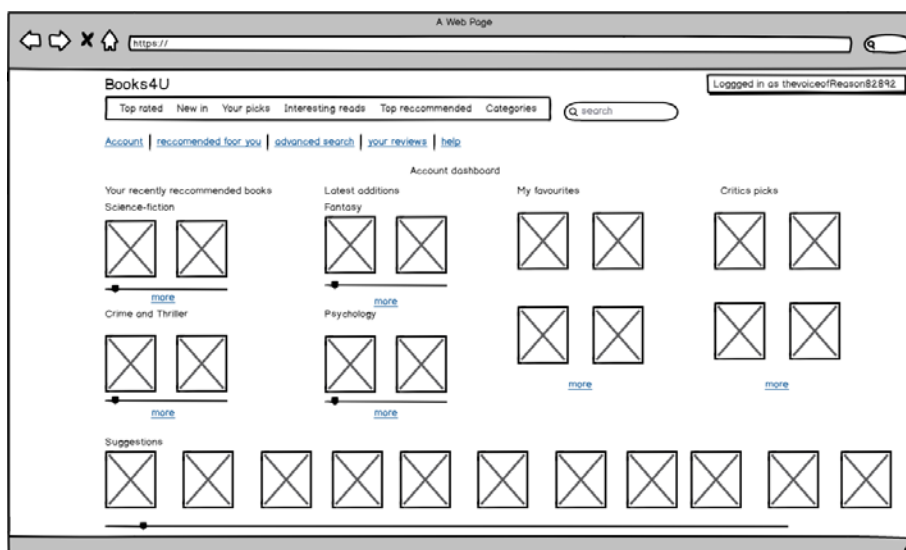 A Web Page
https://
Books4U
Loggged in as thevoiceofReason82892
Top rated New in Your picks Interesting reads Top reccommended Categories
search
Account reccomended foor you advanced search your reviews help
Account dashboard
Your recently reccommended books Latest additions My favourites Critics picks
Science-fiction Fantasy
more more
Crime and Thriller Psychology
more more
more more
Suggestions